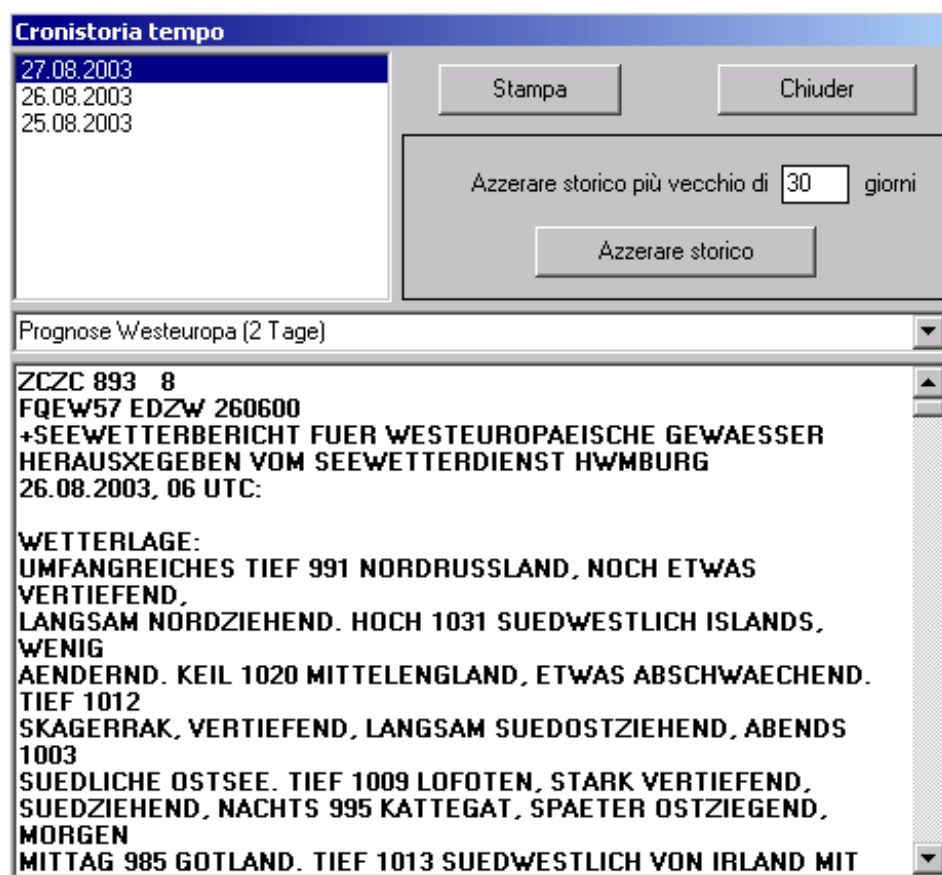 Cronistoria tempo
27.08.2003
26.08.2003
25.08.2003
Stampa
Chiuder
Azzerare storico più vecchio di 30 giorni
Azzerare storico
Prognose Westeuropa (2 Tage)
ZCZC 893   8
FQEW57 EDZW 260600
+SEEWETTERBERICHT FUER WESTEUROPAEISCHE GEWAESSER
HERAUSXEGEBEN VOM SEEWETTERDIENST HWMBURG
26.08.2003, 06 UTC:
WETTERLAGE:
UMFANGREICHES TIEF 991 NORDRUSSLAND, NOCH ETWAS
VERTIEFEND,
LANGSAM NORDZIEHEND. HOCH 1031 SUEDWESTLICH ISLANDS,
WENIG
AENDERND. KEIL 1020 MITTELENGLAND, ETWAS ABSCHWAECHEND.
TIEF 1012
SKAGERRAK, VERTIEFEND, LANGSAM SUEDOSTZIEHEND, ABENDS
1003
SUEDLICHE OSTSEE. TIEF 1009 LOFOTEN, STARK VERTIEFEND,
SUEDZIEHEND, NACHTS 995 KATTEGAT, SPAETER OSTZIEGEND,
MORGEN
MITTAG 985 GOTLAND. TIEF 1013 SUEDWESTLICH VON IRLAND MIT